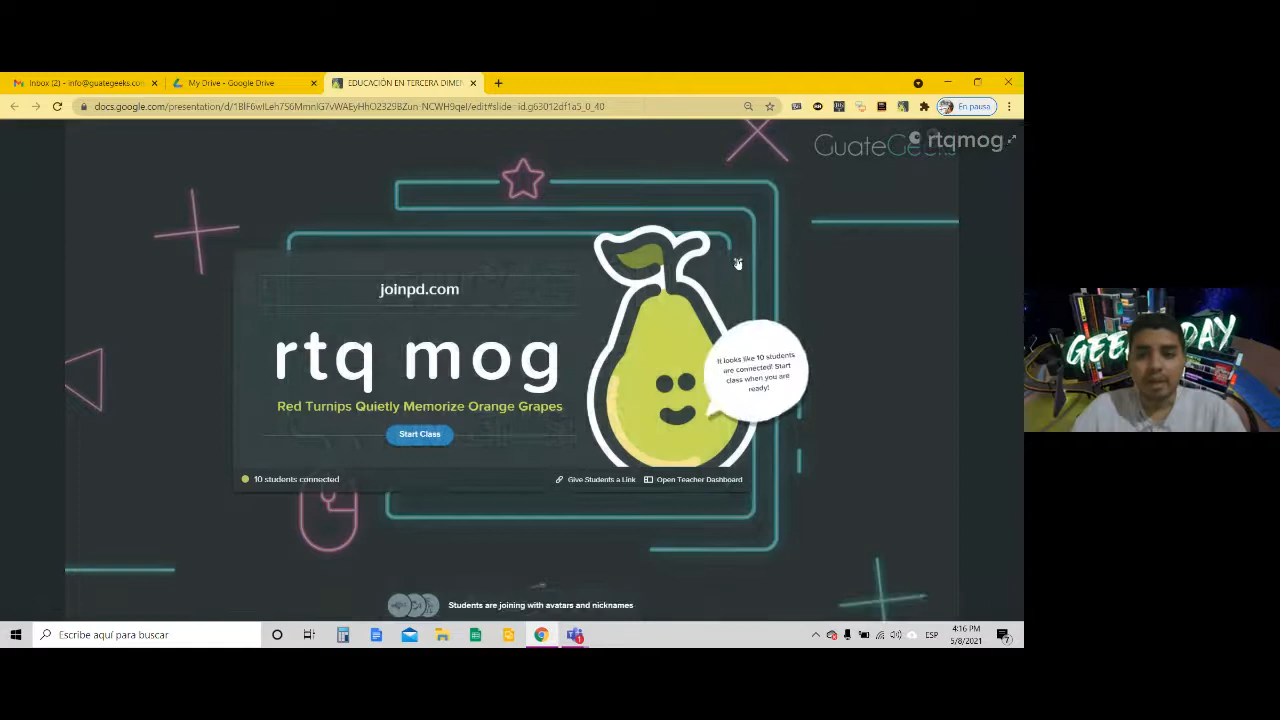 Inbox (2) - info@guategeeks.co
My Drive - Google Drive
EDUCACIÓN EN TERCERA DIMEN
docs.google.com/presentation/d/1BlF6wILeh7S6MmnlG7vWAEyHhO2329BZun-NCWH9qeI/edit#slide=id.g63012df1a5_0_40
En pausa
GuateGeeks
rtqmog
joinpd.com
rtq mog
Red Turnips Quietly Memorize Orange Grapes
Start Class
It looks like 10 students
are connected! Start
class when you are
ready!
10 students connected
Give Students a Link
Open Teacher Dashboard
Students are joining with avatars and nicknames
Escribe aquí para buscar
ESP
4:16 PM
5/8/2021